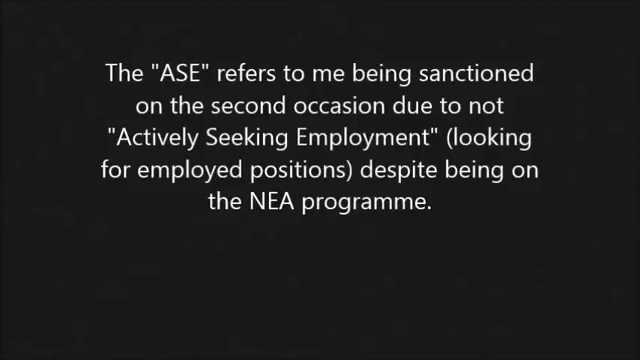 The "ASE" refers to me being sanctioned
on the second occasion due to not
"Actively Seeking Employment" (looking
for employed positions) despite being on
the NEA programme.